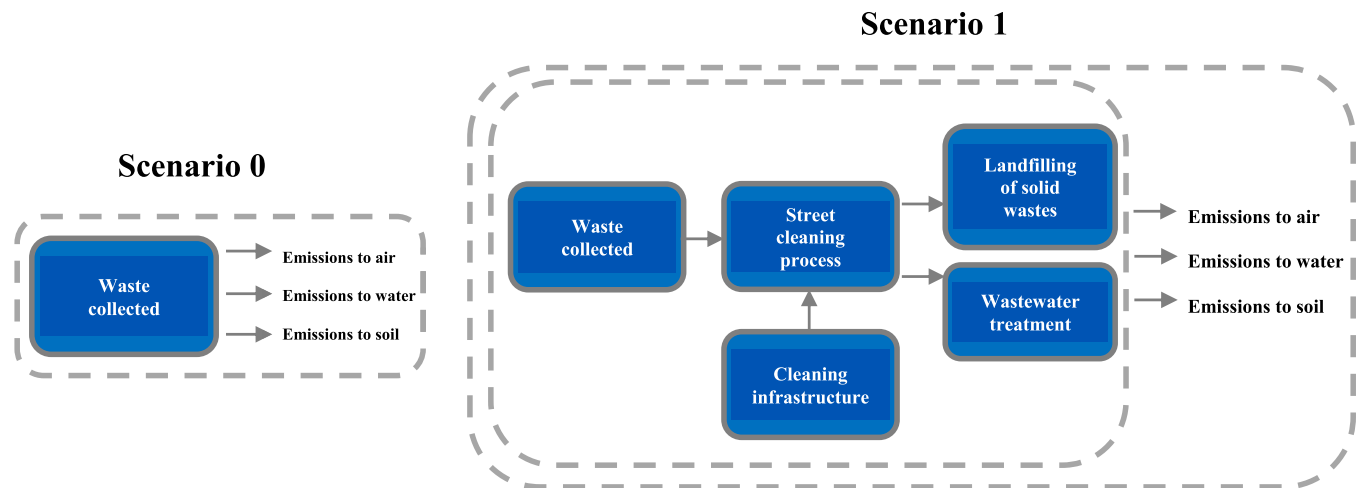 Scenario 0
Waste
collected
Emissions to air
Emissions to water
Emissions to soil
Scenario 1
Waste
collected
Street
cleaning
process
Cleaning
infrastructure
Landfilling
of solid
wastes
Wastewater
treatment
Emissions to air
Emissions to water
Emissions to soil